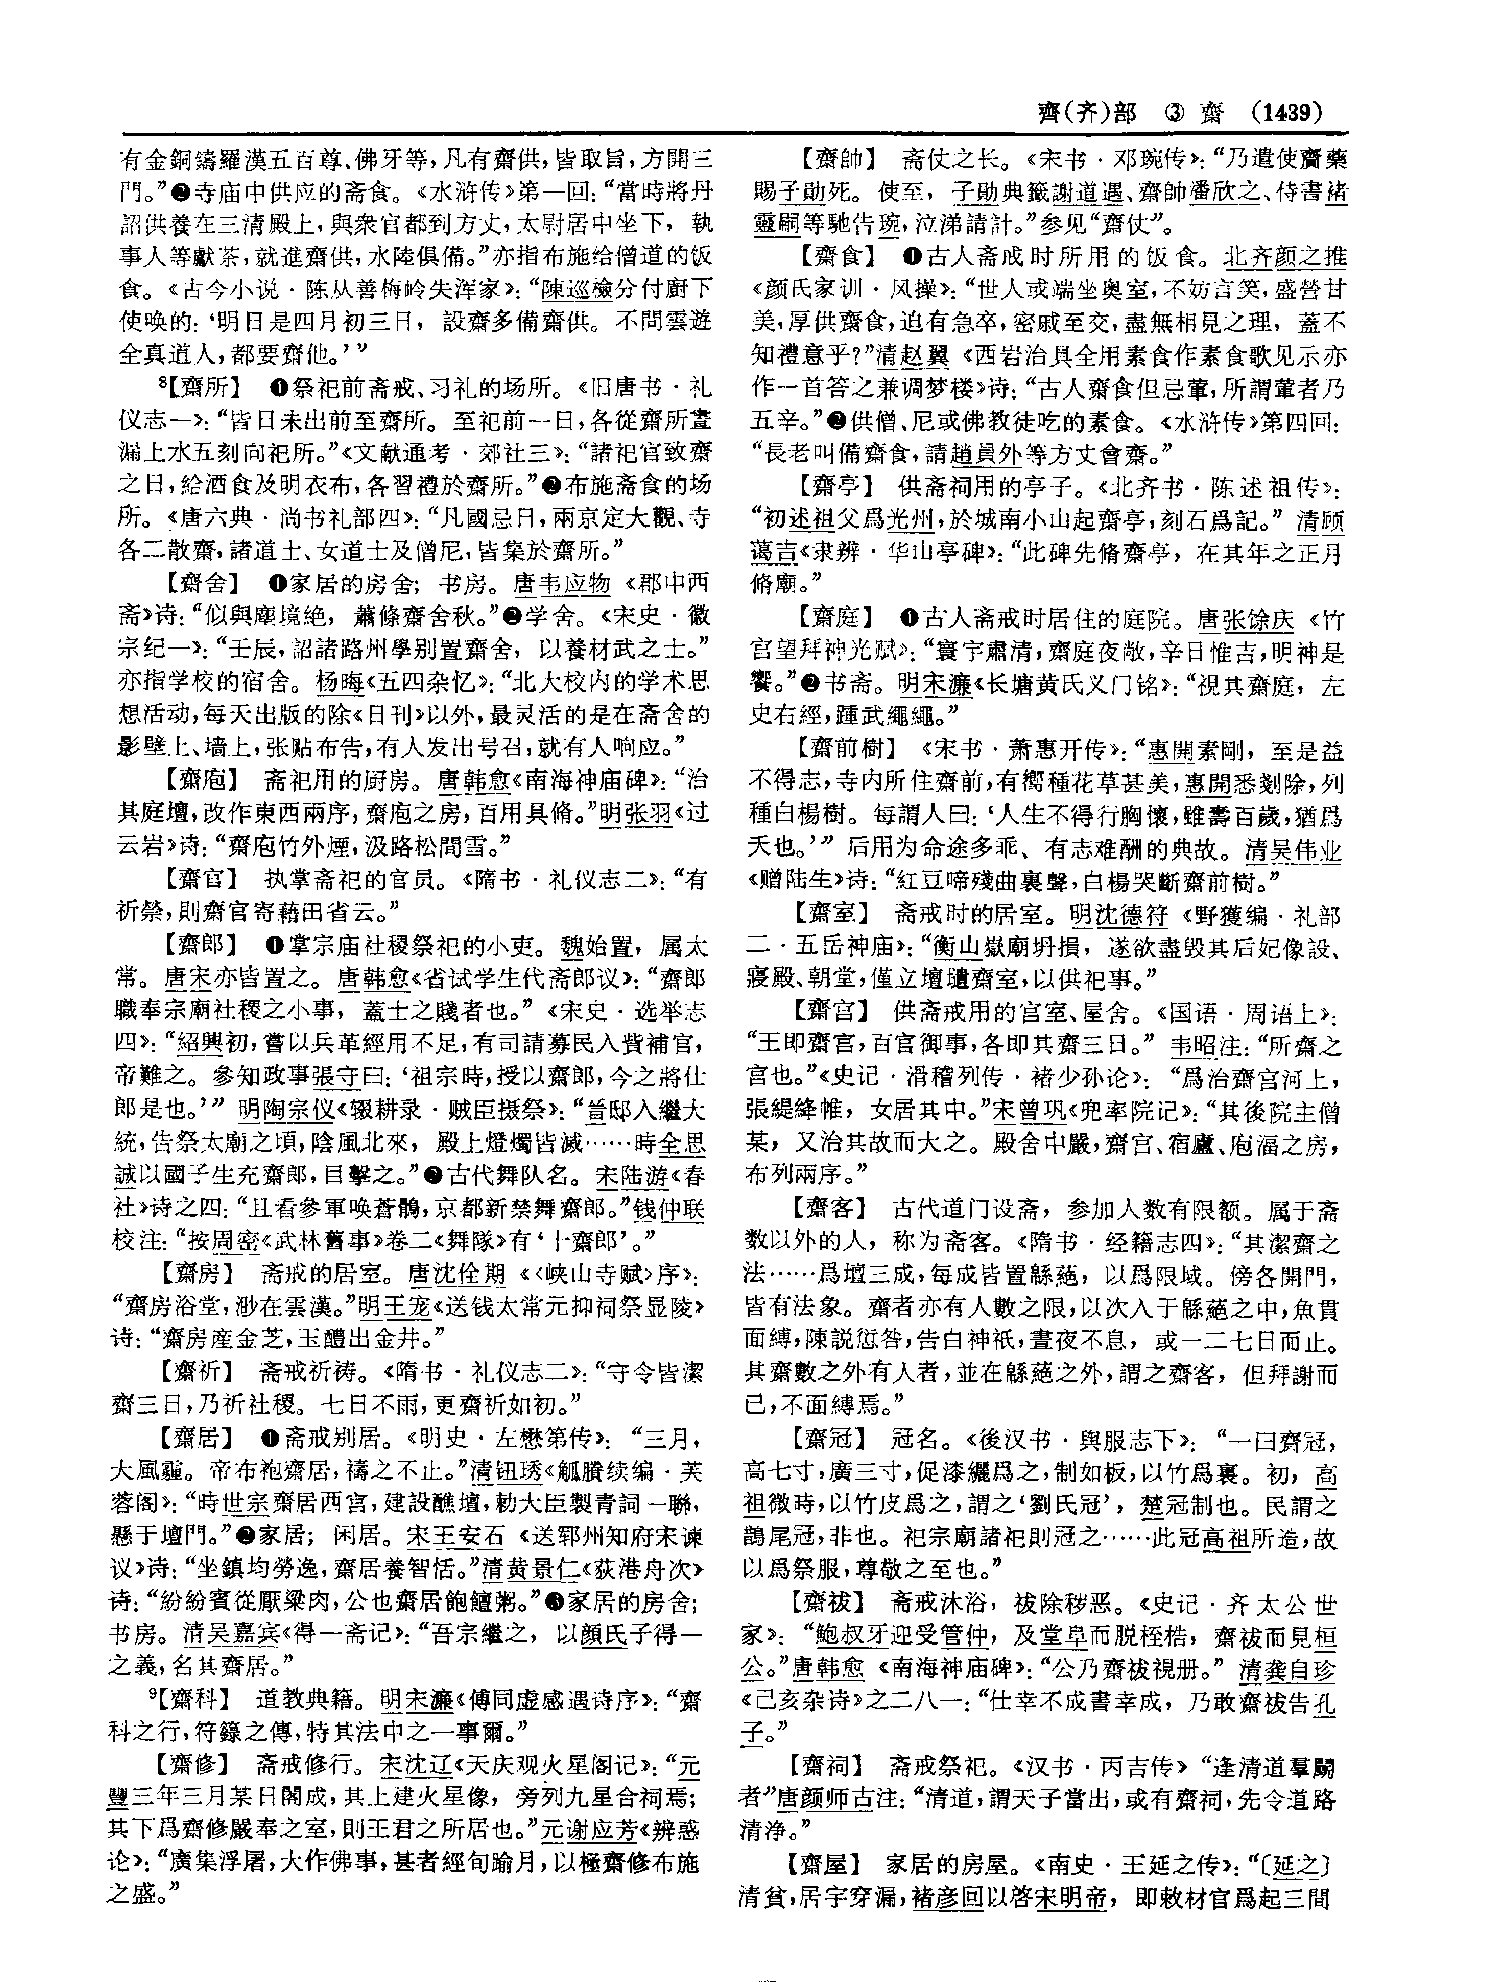 齊(齐)部 ③ 齋 (1439)
有金銅鑄羅漢五百尊、佛牙等，凡有齋供，皆取旨，方開三
門。”❷寺庙中供应的斋食。《水浒传》第一回：“當時將丹
詔供養在三清殿上，與衆官都到方丈，太尉居中坐下，執
事人等獻茶，就進齋供，水陸俱備。”亦指布施给僧道的饭
食。《古今小说·陈从善梅岭失浑家》：“陳巡檢分付廚下
使唤的：‘明日是四月初三日，設齋多備齋供。不問雲遊
全真道人，都要齋他。’”
⁸【齋所】 ❶祭祀前斋戒、习礼的场所。《旧唐书·礼
仪志一》：“皆日未出前至齋所。至祀前一日，各從齋所晝
漏上水五刻向祀所。”《文献通考·郊社三》：“諸祀官致齋
之日，給酒食及明衣布，各習禮於齋所。”❷布施斋食的场
所。《唐六典·尚书礼部四》：“凡國忌日，兩京定大觀、寺
各二散齋，諸道士、女道士及僧尼，皆集於齋所。”
【齋舍】 ❶家居的房舍；书房。唐韦应物《郡中西
斋》诗：“似與塵境絶，蕭條齋舍秋。”❷学舍。《宋史·徽
宗纪一》：“壬辰，詔諸路州學别置齋舍，以養材武之士。”
亦指学校的宿舍。杨晦《五四杂忆》：“北大校内的学术思
想活动，每天出版的除《日刊》以外，最灵活的是在斋舍的
影壁上、墙上，张贴布告，有人发出号召，就有人响应。”
【齋庖】 斋祀用的厨房。唐韩愈《南海神庙碑》：“治
其庭壇，改作東西兩序，齋庖之房，百用具脩。”明张羽《过
云岩》诗：“齋庖竹外煙，汲路松間雪。”
【齋官】 执掌斋祀的官员。《隋书·礼仪志二》：“有
祈禜，則齋官寄藉田省云。”
【齋郎】 ❶掌宗庙社稷祭祀的小吏。魏始置，属太
常。唐宋亦皆置之。唐韩愈《省试学生代斋郎议》：“齋郎
職奉宗廟社稷之小事，蓋士之賤者也。”《宋史·选举志
四》：“紹興初，嘗以兵革經用不足，有司請募民入貲補官，
帝難之。參知政事張守曰：‘祖宗時，授以齋郎，今之將仕
郎是也。’”明陶宗仪《辍耕录·贼臣摄祭》：“晉邸入繼大
統，告祭太廟之頃，陰風北來，殿上燈燭皆滅……時全思
誠以國子生充齋郎，目擊之。”❷古代舞队名。宋陆游《春
社》诗之四：“且看參軍唤蒼鶻，京都新禁舞齋郎。”钱仲联
校注：“按周密《武林舊事》卷二《舞隊》有‘十齋郎’。”
【齋房】 斋戒的居室。唐沈佺期《〈峡山寺赋〉序》：
“齋房浴堂，渺在雲漢。”明王宠《送钱太常元抑祠祭显陵》
诗：“齋房産金芝，玉醴出金井。”
【齋祈】 斋戒祈祷。《隋书·礼仪志二》：“守令皆潔
齋三日，乃祈社稷。七日不雨，更齋祈如初。”
【齋居】 ❶斋戒别居。《明史·左懋第传》：“三月，
大風霾。帝布袍齋居，禱之不止。”清钮琇《觚賸续编·芙
蓉阁》：“時世宗齋居西宫，建設醮壇，勅大臣製青詞一聯，
懸于壇門。”❷家居；闲居。宋王安石《送郓州知府宋谏
议》诗：“坐鎮均勞逸，齋居養智恬。”清黄景仁《荻港舟次》
诗：“紛紛賓從厭粱肉，公也齋居飽饘粥。”❸家居的房舍；
书房。清吴嘉宾《得一斋记》：“吾宗繼之，以顏氏子得一
之義，名其齋居。”
⁹【齋科】 道教典籍。明宋濂《傅同虚感遇诗序》：“齋
科之行，符籙之傳，特其法中之一事爾。”
【齋修】 斋戒修行。宋沈辽《天庆观火星阁记》：“元
豐三年三月某日閣成，其上建火星像，旁列九星合祠焉；
其下爲齋修嚴奉之室，則王君之所居也。”元谢应芳《辨惑
论》：“廣集浮屠，大作佛事，甚者經旬踰月，以極齋修布施
之盛。”
【齋帥】 斋仗之长。《宋书·邓琬传》：“乃遣使齎藥
賜子勛死。使至，子勛典籤謝道遇、齋帥潘欣之、侍書褚
靈嗣等馳告琬，泣涕請計。”参见“齋仗”。
【齋食】 ❶古人斋戒时所用的饭食。北齐颜之推
《颜氏家训·风操》：“世人或端坐奥室，不妨言笑，盛營甘
美，厚供齋食，迫有急卒，密戚至交，盡無相見之理，蓋不
知禮意乎？”清赵翼《西岩治具全用素食作素食歌见示亦
作一首答之兼调梦楼》诗：“古人齋食但忌葷，所謂葷者乃
五辛。”❷供僧、尼或佛教徒吃的素食。《水浒传》第四回：
“長老叫備齋食，請趙員外等方丈會齋。”
【齋亭】 供斋祠用的亭子。《北齐书·陈述祖传》：
“初述祖父爲光州，於城南小山起齋亭，刻石爲記。”清顾
蔼吉《隶辨·华山亭碑》：“此碑先脩齋亭，在其年之正月
脩廟。”
【齋庭】 ❶古人斋戒时居住的庭院。唐张馀庆《竹
宫望拜神光赋》：“寰宇肅清，齋庭夜敞，辛日惟吉，明神是
饗。”❷书斋。明宋濂《长塘黄氏义门铭》：“視其齋庭，左
史右經，踵武繩繩。”
【齋前樹】 《宋书·萧惠开传》：“惠開素剛，至是益
不得志，寺内所住齋前，有嚮種花草甚美，惠開悉剗除，列
種白楊樹。每謂人曰：‘人生不得行胸懷，雖壽百歲，猶爲
夭也。’”后用为命途多乖、有志难酬的典故。清吴伟业
《赠陆生》诗：“紅豆啼殘曲裏聲，白楊哭斷齋前樹。”
【齋室】 斋戒时的居室。明沈德符《野獲编·礼部
二·五岳神庙》：“衡山嶽廟坍損，遂欲盡毁其后妃像設、
寢殿、朝堂，僅立壇壝齋室，以供祀事。”
【齋宫】 供斋戒用的宫室、屋舍。《国语·周语上》：
“王即齋宫，百官御事，各即其齋三日。”韦昭注：“所齋之
宫也。”《史记·滑稽列传·褚少孙论》：“爲治齋宫河上，
張緹絳帷，女居其中。”宋曾巩《兜率院记》：“其後院主僧
某，又治其故而大之。殿舍中嚴，齋宫、宿廬、庖湢之房，
布列兩序。”
【齋客】 古代道门设斋，参加人数有限额。属于斋
数以外的人，称为斋客。《隋书·经籍志四》：“其潔齋之
法……爲壇三成，每成皆置緜蕝，以爲限域。傍各開門，
皆有法象。齋者亦有人數之限，以次入于緜蕝之中，魚貫
面縛，陳説愆咎，告白神祇，晝夜不息，或一二七日而止。
其齋數之外有人者，並在緜蕝之外，謂之齋客，但拜謝而
已，不面縛焉。”
【齋冠】 冠名。《後汉书·舆服志下》：“一曰齊冠，
高七寸，廣三寸，促漆纚爲之，制如板，以竹爲裏。初，高
祖微時，以竹皮爲之，謂之‘劉氏冠’，楚冠制也。民謂之
鵲尾冠，非也。祀宗廟諸祀則冠之……此冠高祖所造，故
以爲祭服，尊敬之至也。”
【齋祓】 斋戒沐浴，祓除秽恶。《史记·齐太公世
家》：“鮑叔牙迎受管仲，及堂阜而脱桎梏，齋祓而見桓
公。”唐韩愈《南海神庙碑》：“公乃齋祓視册。”清龚自珍
《己亥杂诗》之二八一：“仕幸不成書幸成，乃敢齋祓告孔
子。”
【齋祠】 斋戒祭祀。《汉书·丙吉传》“逢清道羣鬭
者”唐颜师古注：“清道，謂天子當出，或有齋祠，先令道路
清浄。”
【齋屋】 家居的房屋。《南史·王延之传》：“〔延之〕
清貧，居宇穿漏，褚彦回以啓宋明帝，即敕材官爲起三間